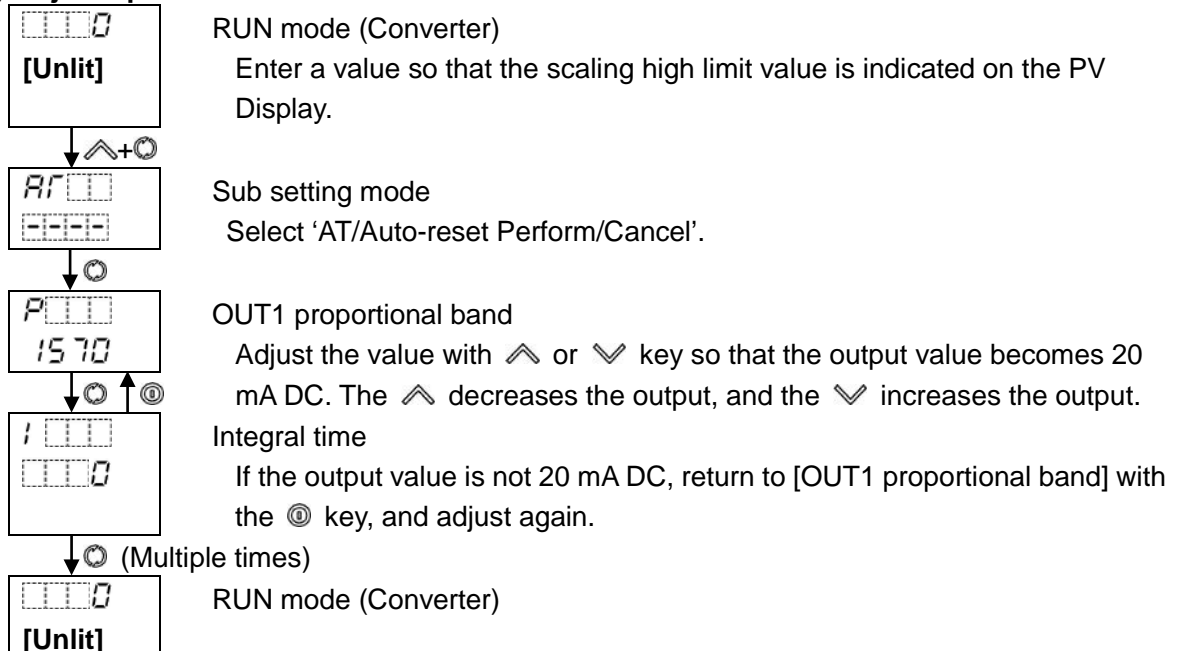 0
RUN mode (Converter)
[Unlit]
Enter a value so that the scaling high limit value is indicated on the PV
Display.
+
AT
----
Sub setting mode
Select ‘AT/Auto-reset Perform/Cancel’.
P
1570
OUT1 proportional band
Adjust the value with or key so that the output value becomes 20
mA DC. The decreases the output, and the increases the output.
I
0
Integral time
If the output value is not 20 mA DC, return to [OUT1 proportional band] with
the key, and adjust again.
(Multiple times)
0
RUN mode (Converter)
[Unlit]